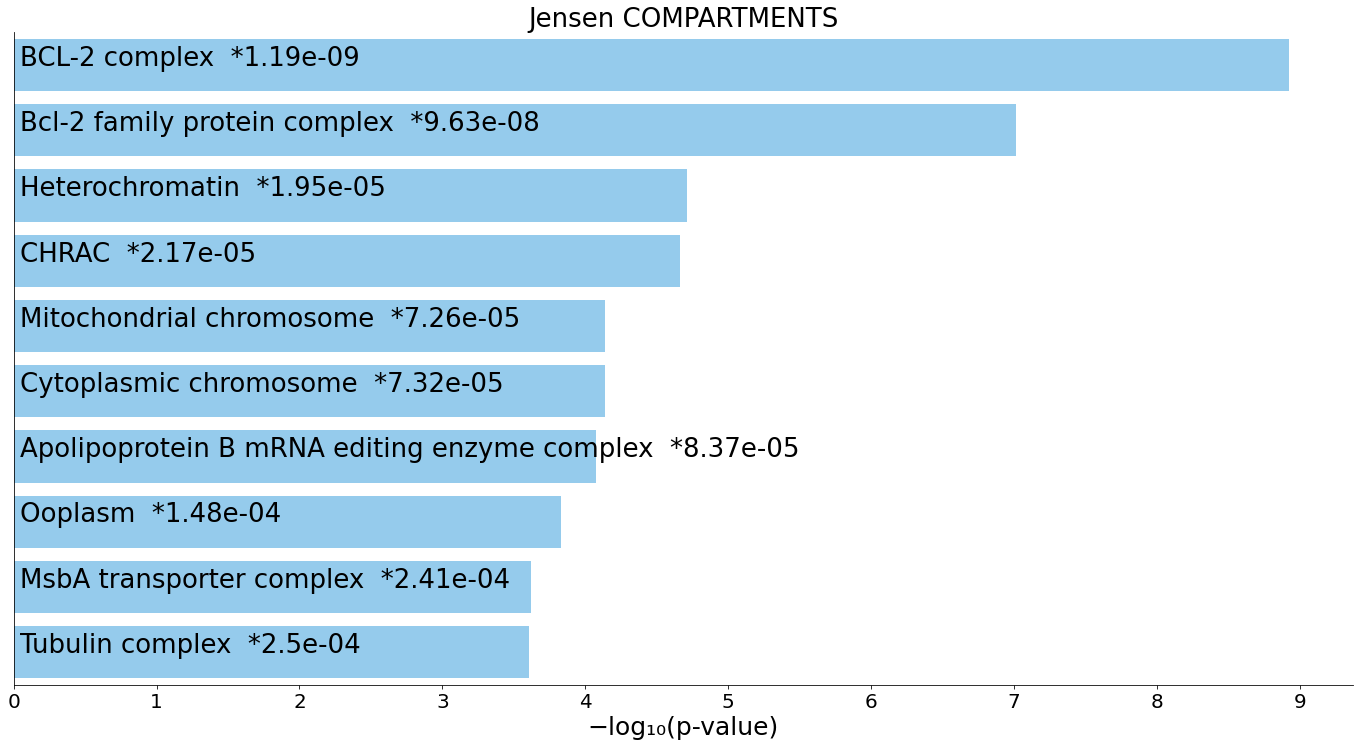 Jensen COMPARTMENTS
BCL-2 complex  *1.19e-09
Bcl-2 family protein complex  *9.63e-08
Heterochromatin  *1.95e-05
CHRAC  *2.17e-05
Mitochondrial chromosome  *7.26e-05
Cytoplasmic chromosome  *7.32e-05
Apolipoprotein B mRNA editing enzyme complex  *8.37e-05
Ooplasm  *1.48e-04
MsbA transporter complex  *2.41e-04
Tubulin complex  *2.5e-04
0 1 2 3 4 5 6 7 8 9
−log₁₀(p-value)